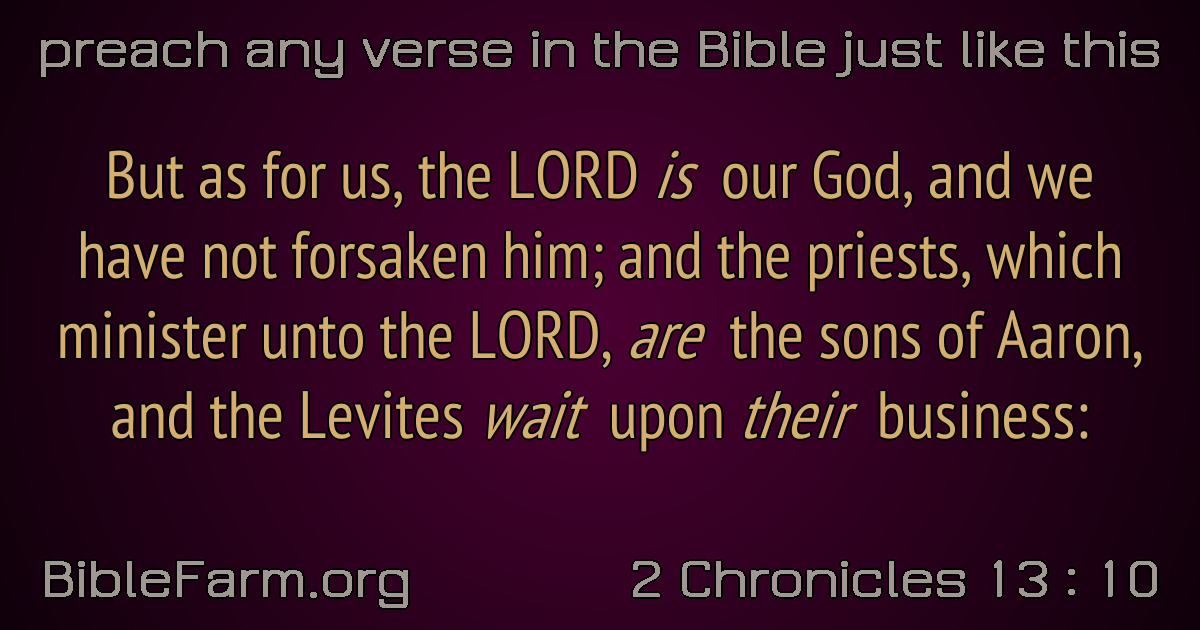 preach any verse in the Bible just like this
But as for us, the LORD is our God, and we
have not forsaken him; and the priests, which
minister unto the LORD, are the sons of Aaron,
and the Levites wait upon their business:
BibleFarm.org
2 Chronicles 13 : 10